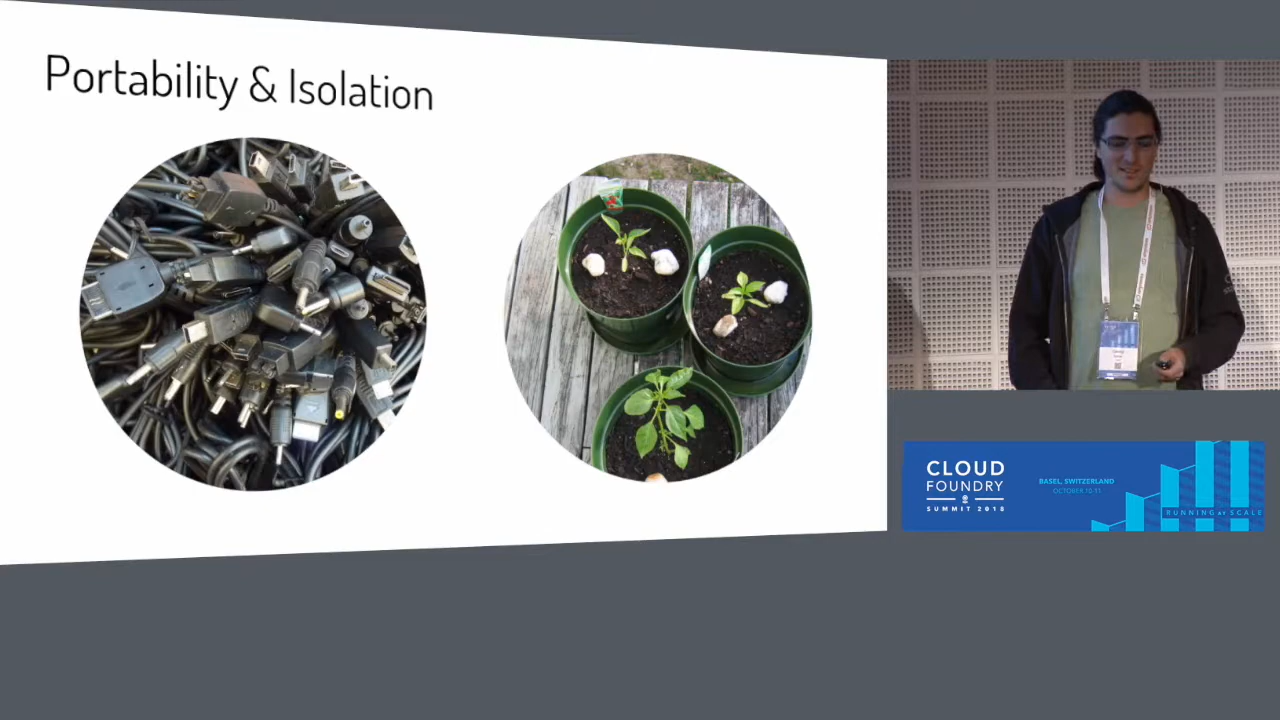 Portability & Isolation
CLOUD
FOUNDRY
SUMMIT 2018
BASEL, SWITZERLAND
OCTOBER 10-11
RUNNING AT SCALE